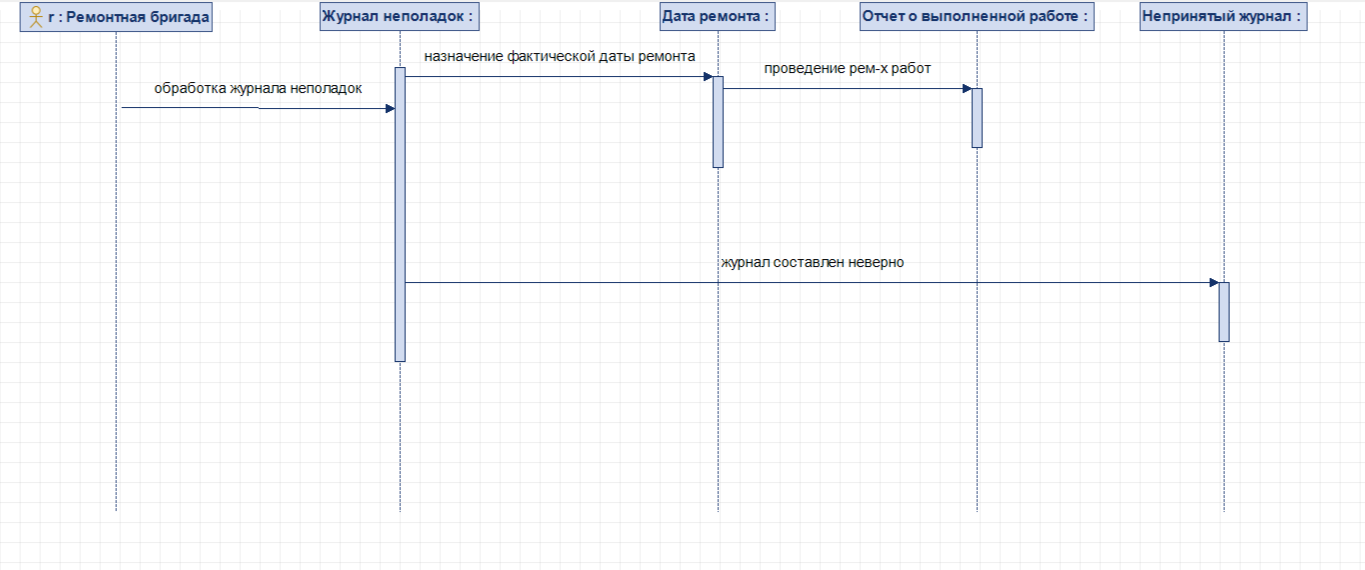 r : Ремонтная бригада
Журнал неполадок :
Дата ремонта :
Отчет о выполненной работе :
Непринятый журнал :
назначение фактической даты ремонта
проведение рем-х работ
обработка журнала неполадок
журнал составлен неверно